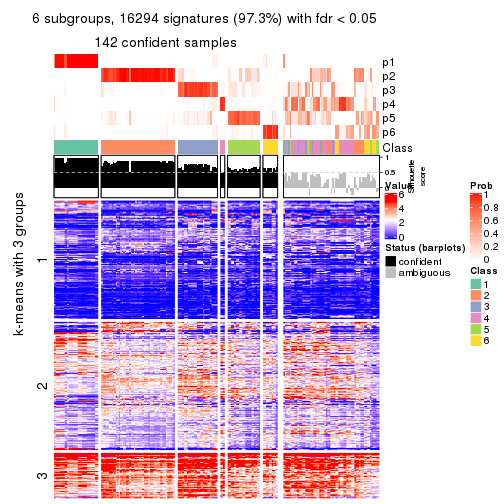 6 subgroups, 16294 signatures (97.3%) with fdr < 0.05
142 confident samples
p1
p2
p3
p4
p5
p6
Class
1
0.5
0
Silhouette
score
k-means with 3 groups
1
2
3
Value
6
4
2
0
Status (barplots)
confident
ambiguous
Prob
1
0.8
0.6
0.4
0.2
0
Class
1
2
3
4
5
6